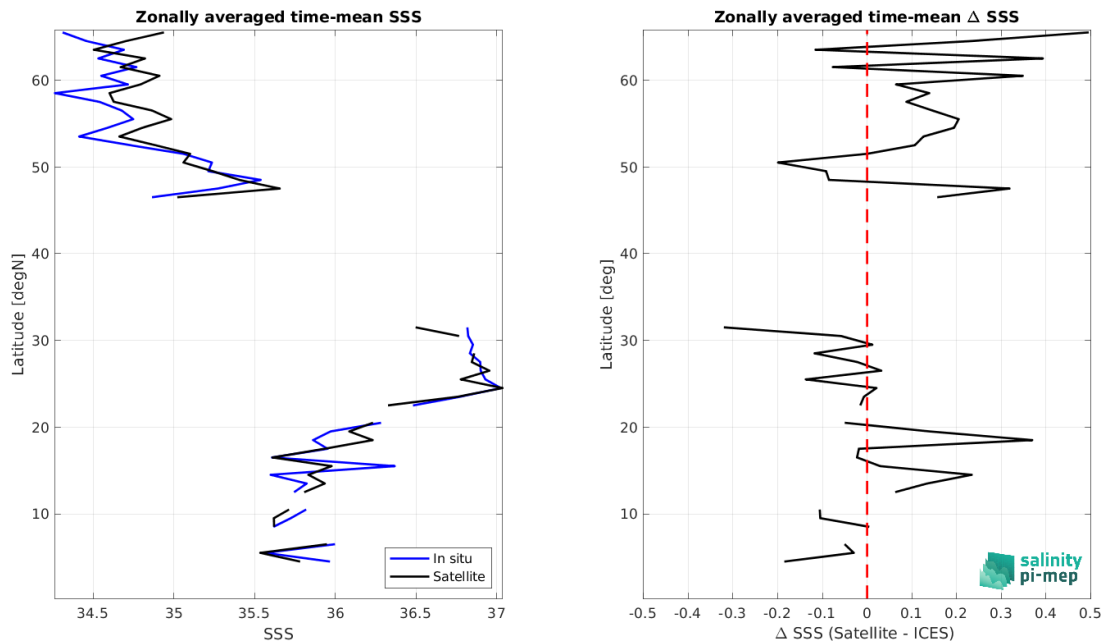 Zonally averaged time-mean SSS
60
50
40
30
20
10
Latitude [degN]
34.5 35 35.5 36 36.5 37
SSS
In situ
Satellite
Zonally averaged time-mean Δ SSS
60
50
40
30
20
10
Latitude [deg]
-0.5 -0.4 -0.3 -0.2 -0.1 0 0.1 0.2 0.3 0.4 0.5
Δ SSS (Satellite - ICES)
salinity
pi-mep